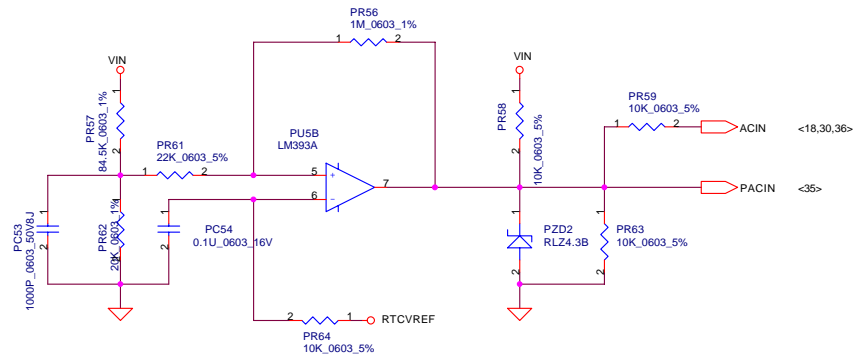 PR56
1M_0603_1%
1
2
VIN
PR57
84.5K_0603_1%
1
2
PR61
22K_0603_5%
1
2
PU5B
LM393A
5
+
6
-
7
VIN
PR58
10K_0603_5%
1
2
PR59
10K_0603_5%
1
2
ACIN
<18,30,36>
PACIN
<35>
PC53
1000P_0603_50V8J
1
2
PR62
20K_0603_1%
1
2
PC54
0.1U_0603_16V
1
2
PZD2
RLZ4.3B
1
2
PR63
10K_0603_5%
1
2
2
1
RTCVREF
PR64
10K_0603_5%